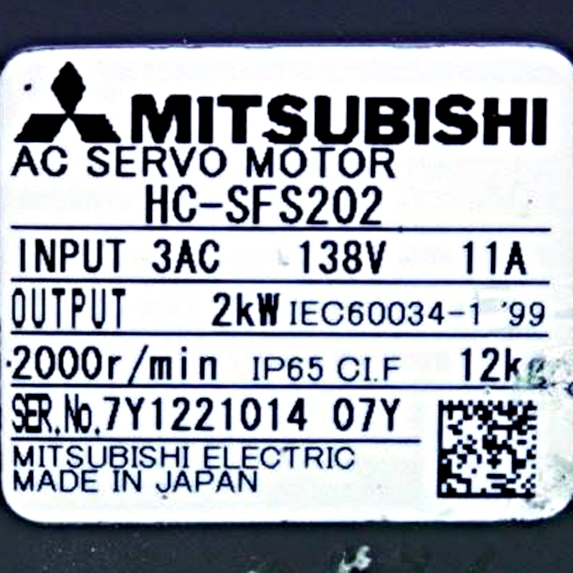 MITSUBISHI
AC SERVO MOTOR
HC-SFS202
INPUT 3AC 138V 11A
OUTPUT 2kW IEC60034-1 '99
2000r/min IP65 CI.F 12kg
SER.No.7Y1221014 07Y
MITSUBISHI ELECTRIC
MADE IN JAPAN